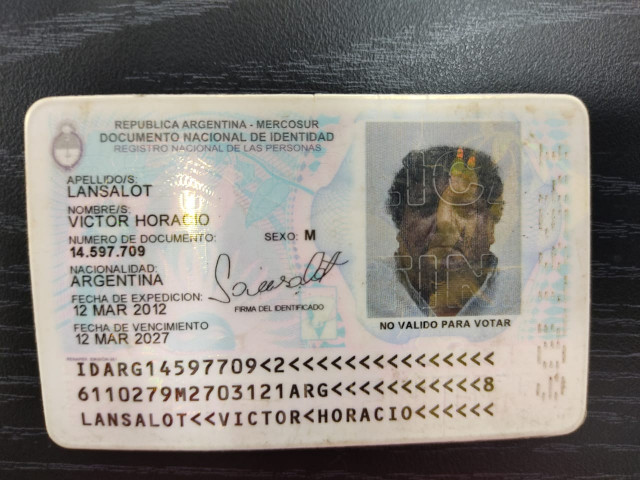 REPUBLICA ARGENTINA - MERCOSUR
DOCUMENTO NACIONAL DE IDENTIDAD
REGISTRO NACIONAL DE LAS PERSONAS
APELLIDO/S:
LANSALOT
NOMBRE/S:
VICTOR HORACIO
NUMERO DE DOCUMENTO: SEXO: M
14.597.709
NACIONALIDAD:
ARGENTINA
FECHA DE EXPEDICION:
12 MAR 2012
FIRMA DEL IDENTIFICADO
FECHA DE VENCIMIENTO
12 MAR 2027
NO VALIDO PARA VOTAR
IDARG14597709<2<<<<<<<<<<<<<<<
6110279M2703121ARG<<<<<<<<<<<8
LANSALOT<<VICTOR<HORACIO<<<<<<